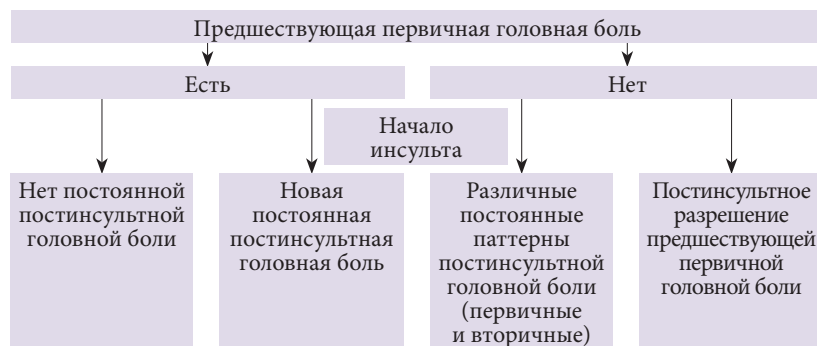 Предшествующая первичная головная боль
Есть
Нет
Начало
инсульта
Нет постоянной
постинсультной
головной боли
Новая
постоянная
постинсультная
головная боль
Различные
постоянные
паттерны
постинсультной
головной боли
(первичные
и вторичные)
Постинсультное
разрешение
предшествующей
первичной
головной боли